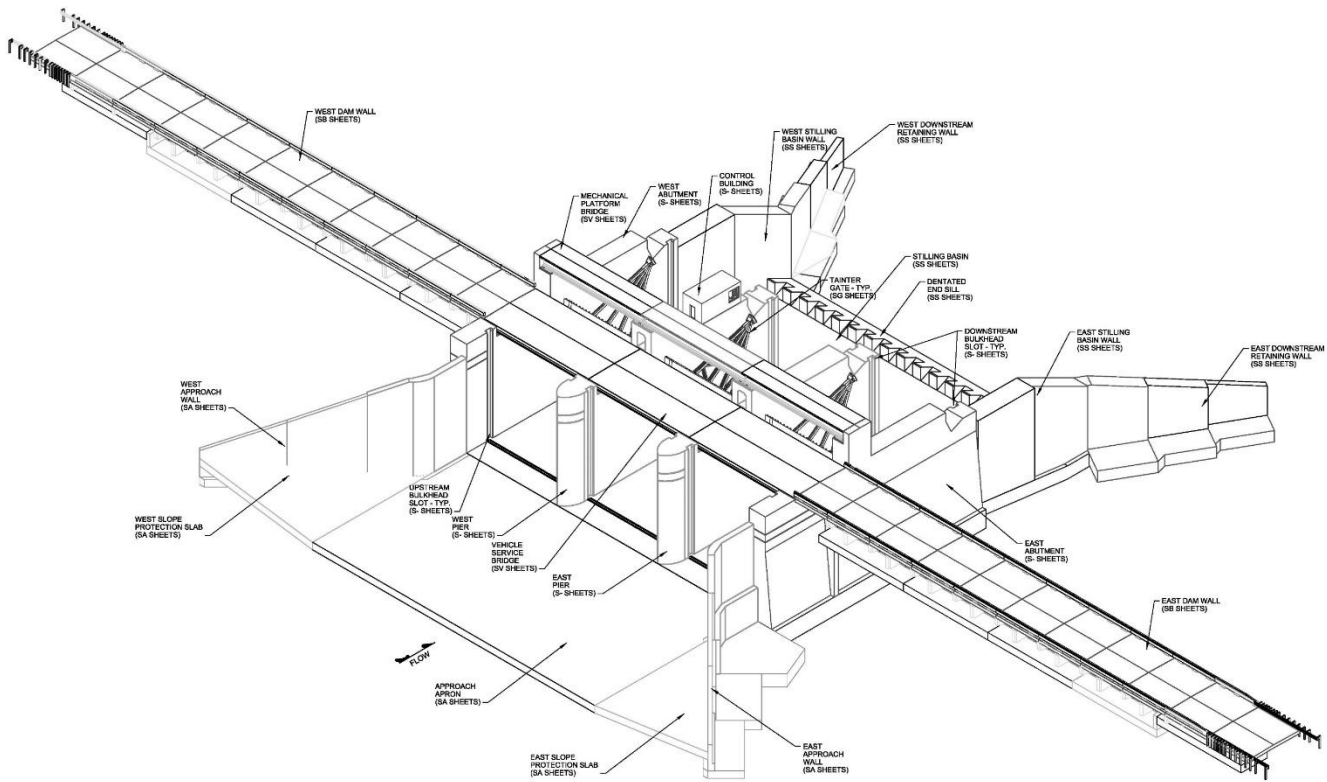 WEST DAM WALL
(SB SHEETS)
MECHANICAL
PLATFORM
BRIDGE
(SV SHEETS)
WEST
ABUTMENT
(S- SHEETS)
CONTROL
BUILDING
(S- SHEETS)
WEST STILLING
BASIN WALL
(SS SHEETS)
WEST DOWNSTREAM
RETAINING WALL
(SS SHEETS)
STILLING BASIN
(SS SHEETS)
TAINTER
GATE - TYP.
(SG SHEETS)
DENTATED
END SILL
(SS SHEETS)
DOWNSTREAM
BULKHEAD
SLOT - TYP.
(S- SHEETS)
EAST STILLING
BASIN WALL
(SS SHEETS)
EAST DOWNSTREAM
RETAINING WALL
(SS SHEETS)
WEST
APPROACH
WALL
(SA SHEETS)
WEST SLOPE
PROTECTION SLAB
(SA SHEETS)
UPSTREAM
BULKHEAD
SLOT - TYP.
(S- SHEETS)
WEST
PIER
(S- SHEETS)
VEHICLE
SERVICE
BRIDGE
(SV SHEETS)
EAST
PIER
(S- SHEETS)
EAST
ABUTMENT
(S- SHEETS)
EAST DAM WALL
(SB SHEETS)
FLOW
APPROACH
APRON
(SA SHEETS)
EAST SLOPE
PROTECTION SLAB
(SA SHEETS)
EAST
APPROACH
WALL
(SA SHEETS)